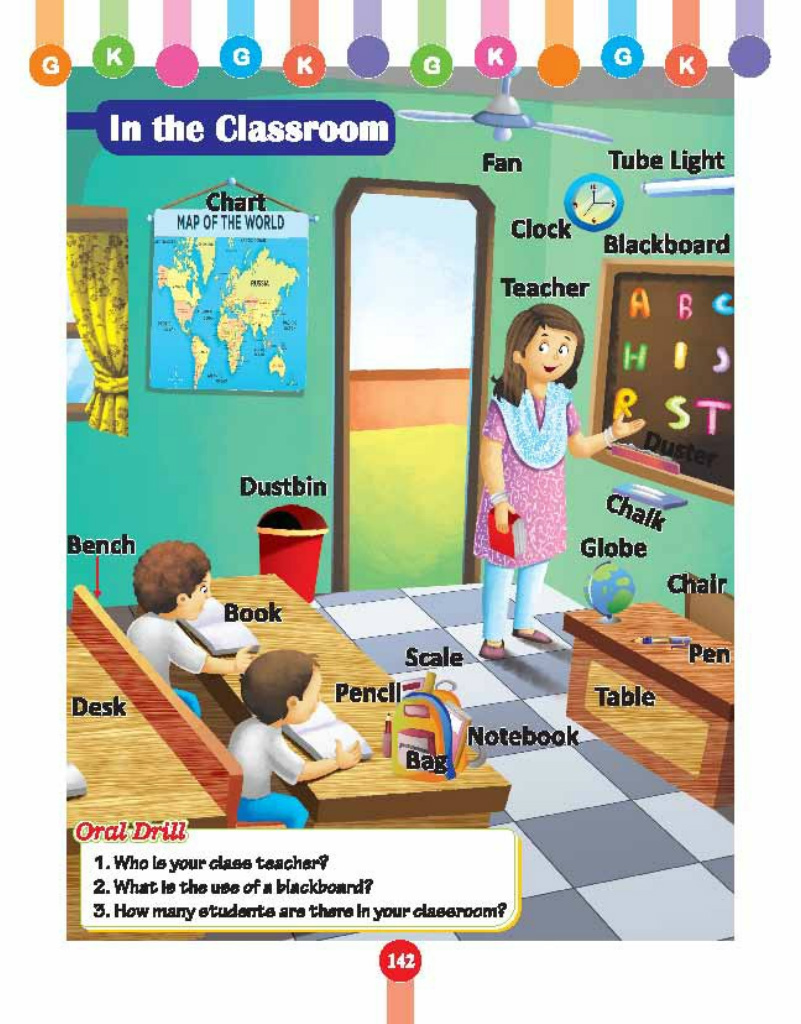 G K G K G K G K
In the Classroom
Fan
Tube Light
Chart
MAP OF THE WORLD
Clock
Blackboard
RUSSIA
Teacher
A B C
H I J
R S T
Duster
Dustbin
Chalk
Bench
Globe
Chair
Book
Scale
Pen
Pencil
Table
Desk
Notebook
Bag
Oral Drill
1. Who is your class teacher?
2. What is the use of a blackboard?
3. How many students are there in your classroom?
142